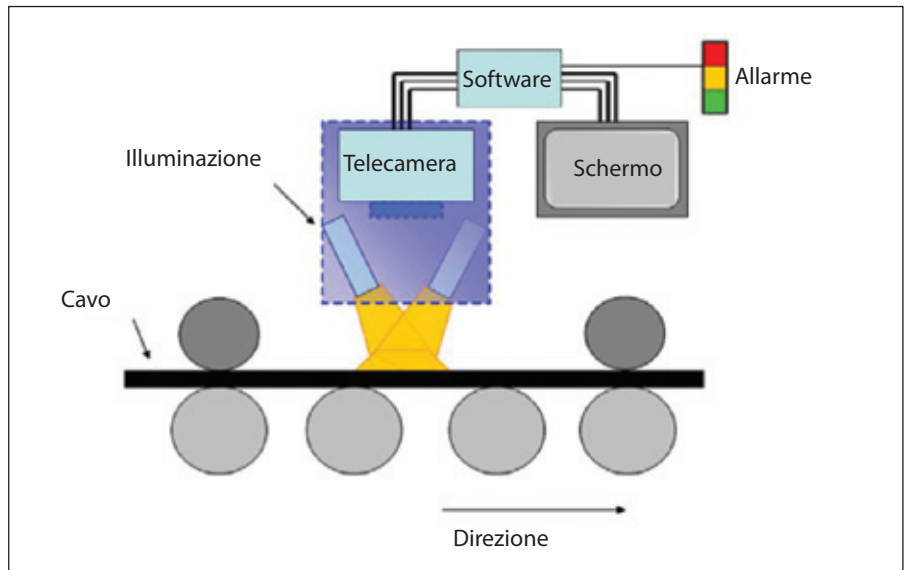 Software
Allarme
Illuminazione
Telecamera
Schermo
Cavo
Direzione